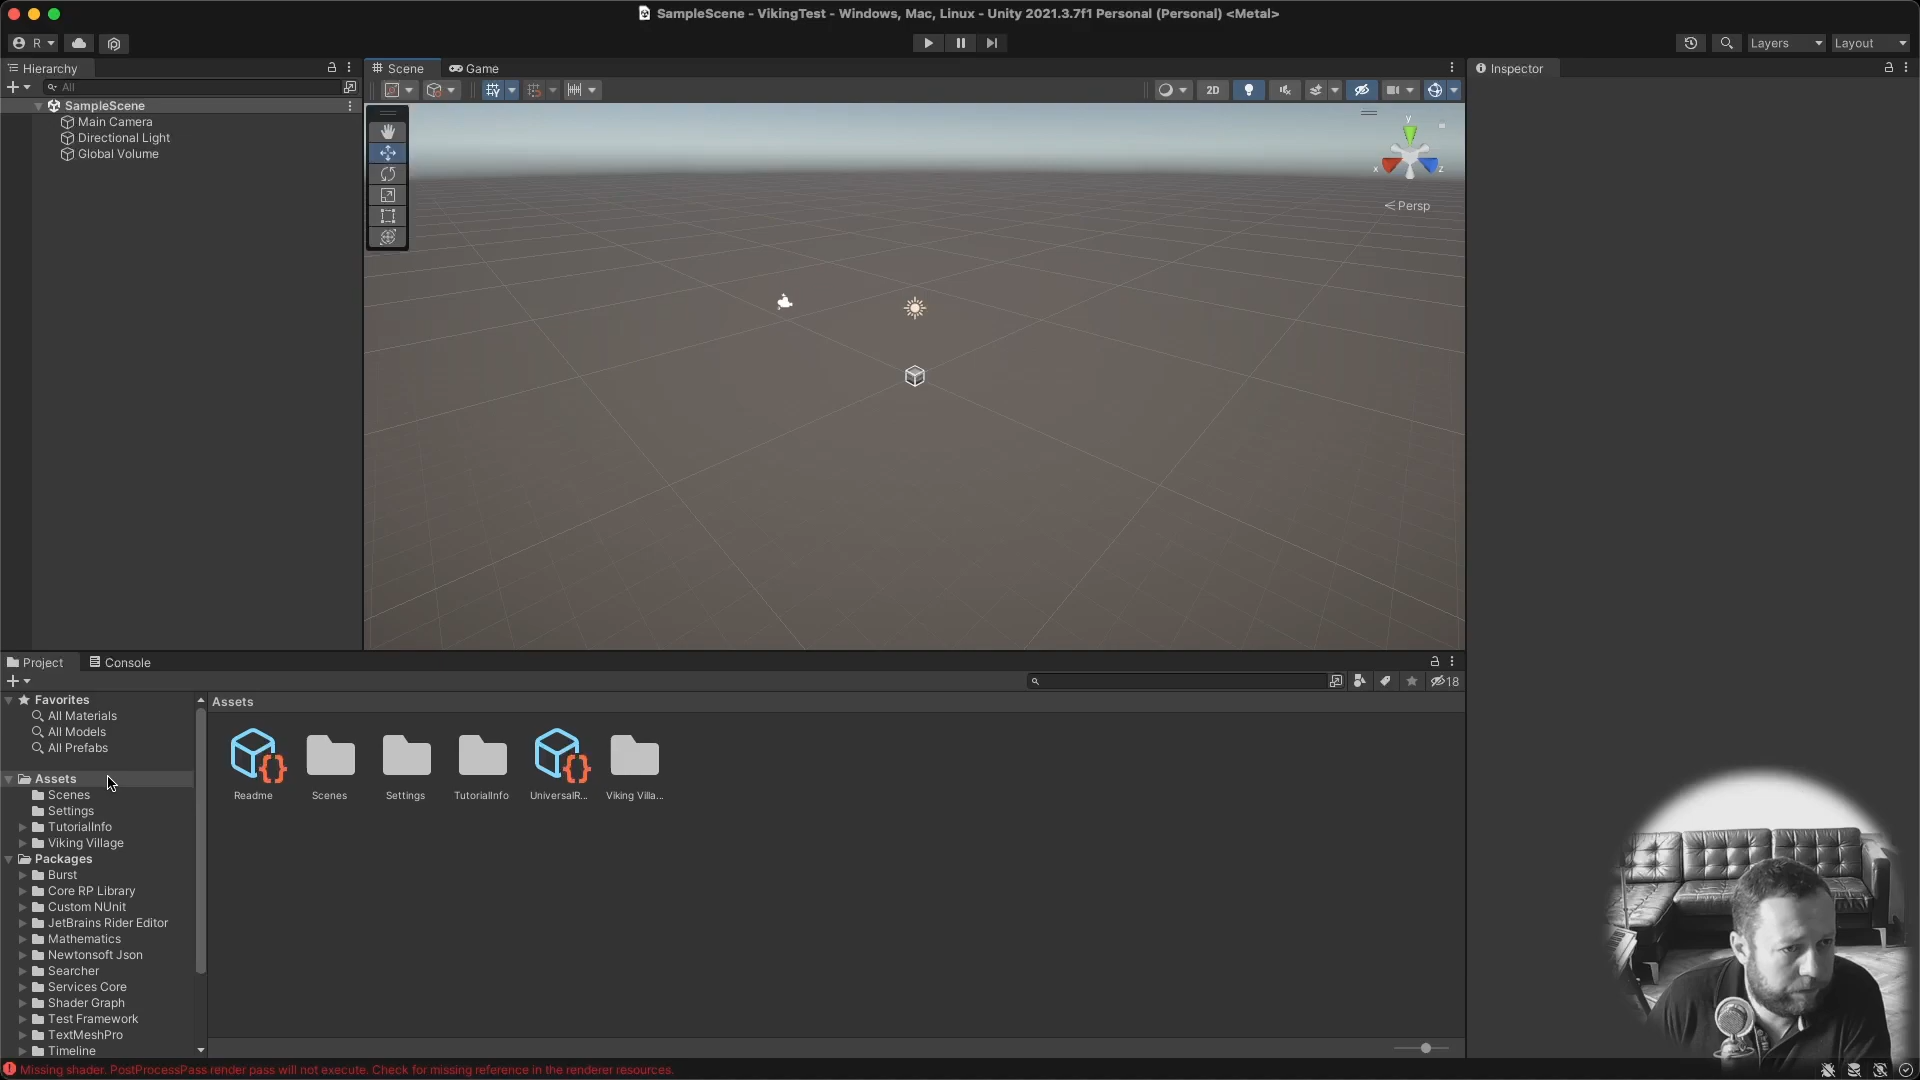 SampleScene - VikingTest - Windows, Mac, Linux - Unity 2021.3.7f1 Personal (Personal) <Metal>
R
Layers
Layout
Hierarchy
All
SampleScene
Main Camera
Directional Light
Global Volume
Scene
Game
2D
y
x
z
Persp
Inspector
Project
Console
18
Favorites
All Materials
All Models
All Prefabs
Assets
Scenes
Settings
TutorialInfo
Viking Village
Packages
Burst
Core RP Library
Custom NUnit
JetBrains Rider Editor
Mathematics
Newtonsoft Json
Searcher
Services Core
Shader Graph
Test Framework
TextMeshPro
Timeline
Assets
Readme
Scenes
Settings
TutorialInfo
UniversalR...
Viking Villa...
Missing shader. PostProcessPass render pass will not execute. Check for missing reference in the renderer resources.